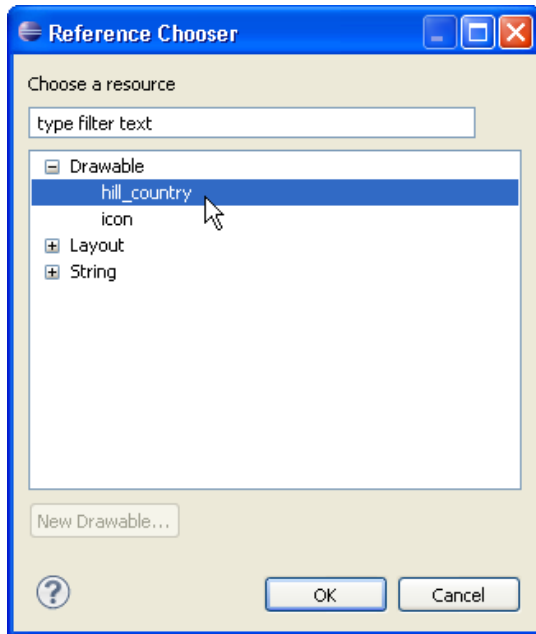 Reference Chooser
Choose a resource
type filter text
Drawable
hill_country
icon
Layout
String
New Drawable...
?
OK
Cancel